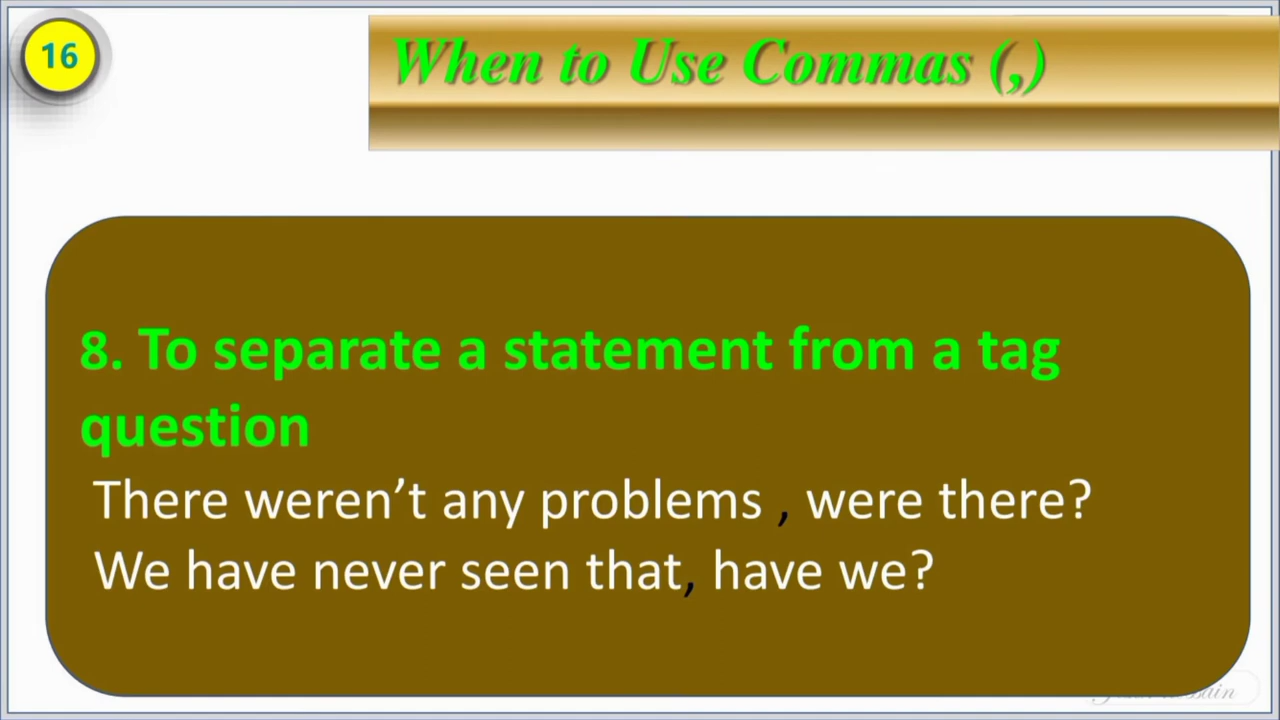 16
When to Use Commas (,)
8. To separate a statement from a tag
question
There weren’t any problems , were there?
We have never seen that, have we?